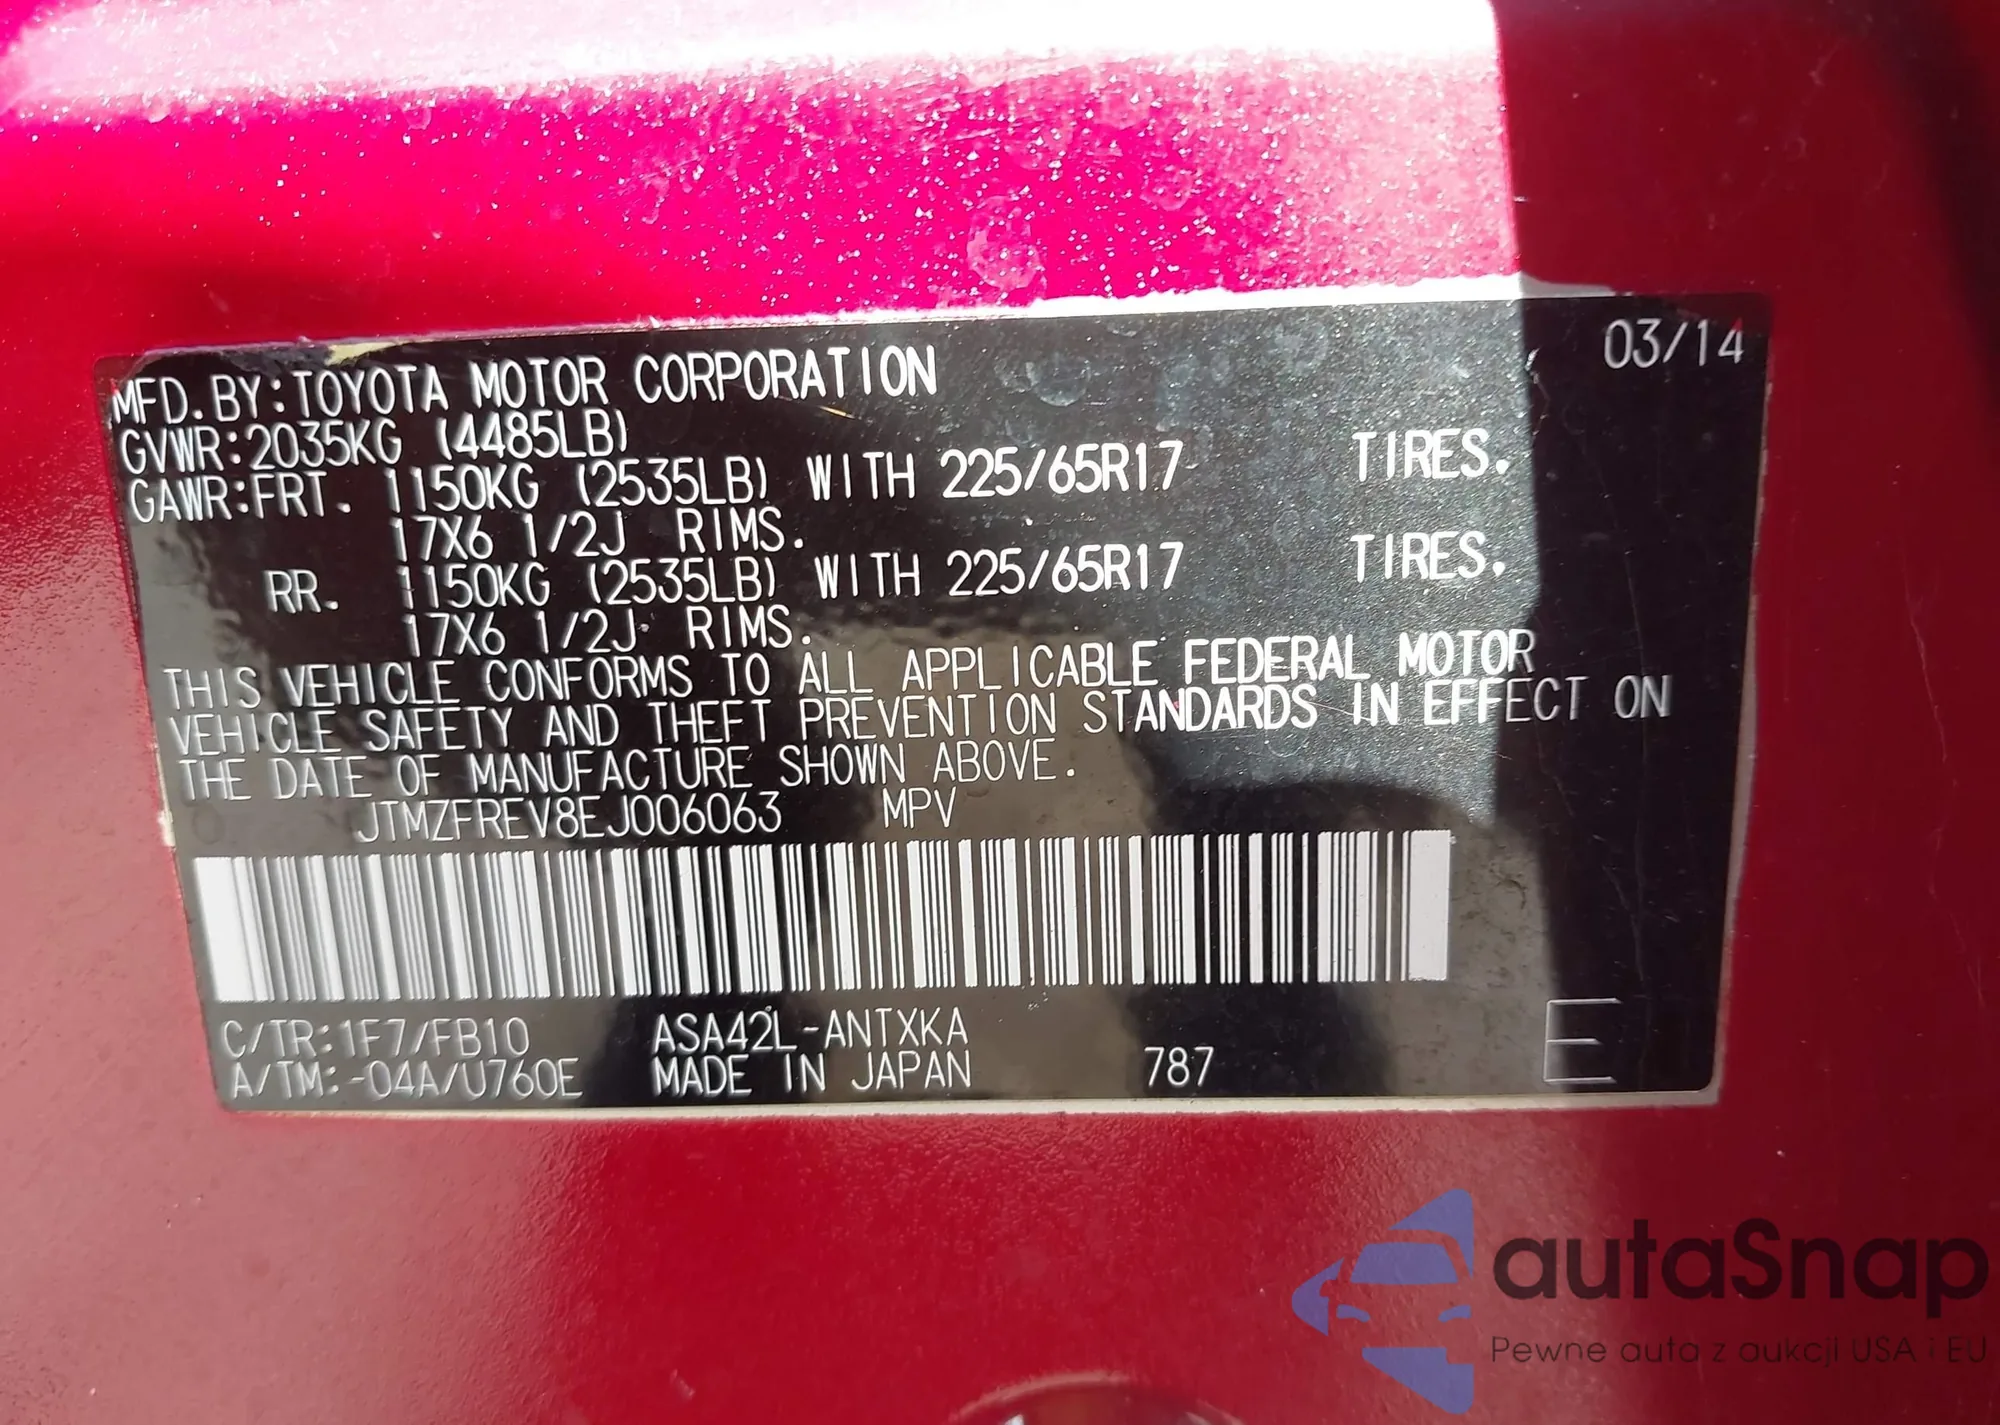 03/14
MFD. BY: TOYOTA MOTOR CORPORATION
GVWR: 2035KG (4485LB)
GAWR: FRT. 1150KG (2535LB) WITH 225/65R17 TIRES.
17X6 1/2J RIMS.
RR. 1150KG (2535LB) WITH 225/65R17 TIRES.
17X6 1/2J RIMS.
THIS VEHICLE CONFORMS TO ALL APPLICABLE FEDERAL MOTOR
VEHICLE SAFETY AND THEFT PREVENTION STANDARDS IN EFFECT ON
THE DATE OF MANUFACTURE SHOWN ABOVE.
JTMZFREV8EJ006063 MPV
C/TR: 1F7/FB10 ASA42L-ANTXKA
A/TM: -04A/U760E MADE IN JAPAN 787 E
autaSnap
Pewne auta z aukcji USA i EU